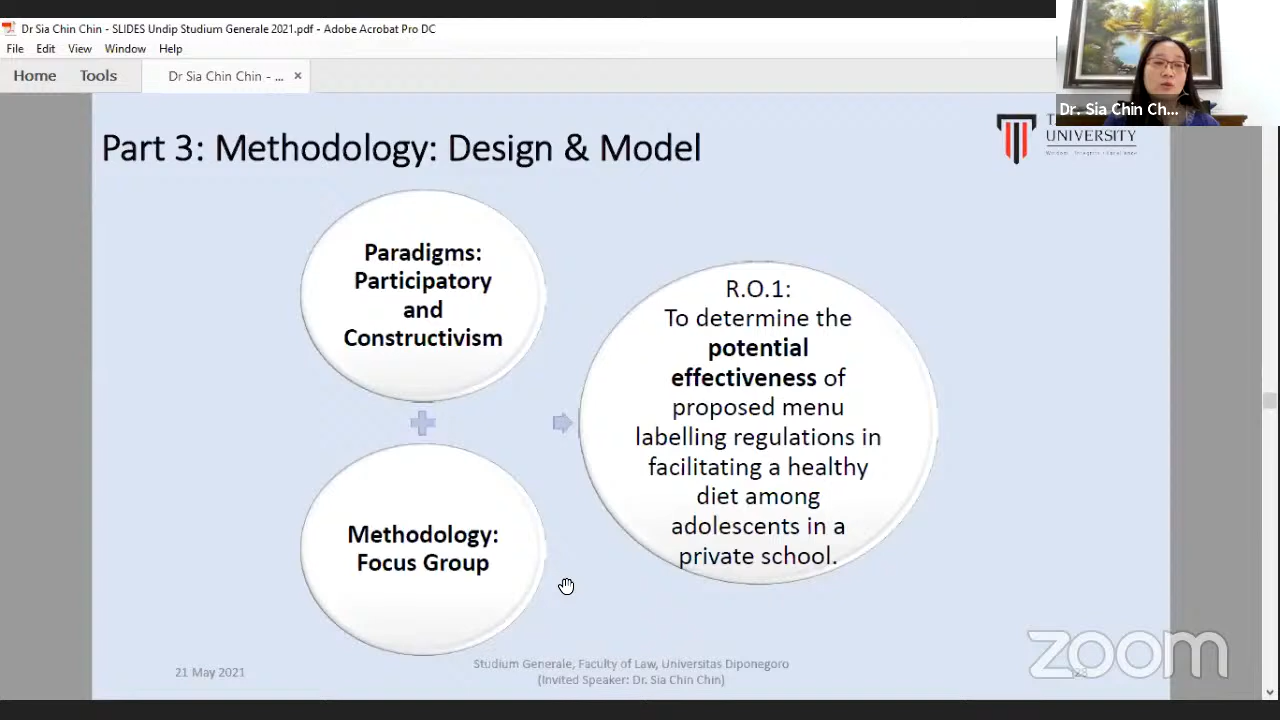 Dr Sia Chin Chin - SLIDES Undip Studium Generale 2021.pdf - Adobe Acrobat Pro DC
File Edit View Window Help
Home Tools Dr Sia Chin Chin - ... ×
Dr. Sia Chin Ch...
UNIVERSITY
Part 3: Methodology: Design & Model
Paradigms:
Participatory
and
Constructivism
Methodology:
Focus Group
R.O.1:
To determine the
potential
effectiveness of
proposed menu
labelling regulations in
facilitating a healthy
diet among
adolescents in a
private school.
21 May 2021
Studium Generale, Faculty of Law, Universitas Diponegoro
(Invited Speaker: Dr. Sia Chin Chin)
zoom